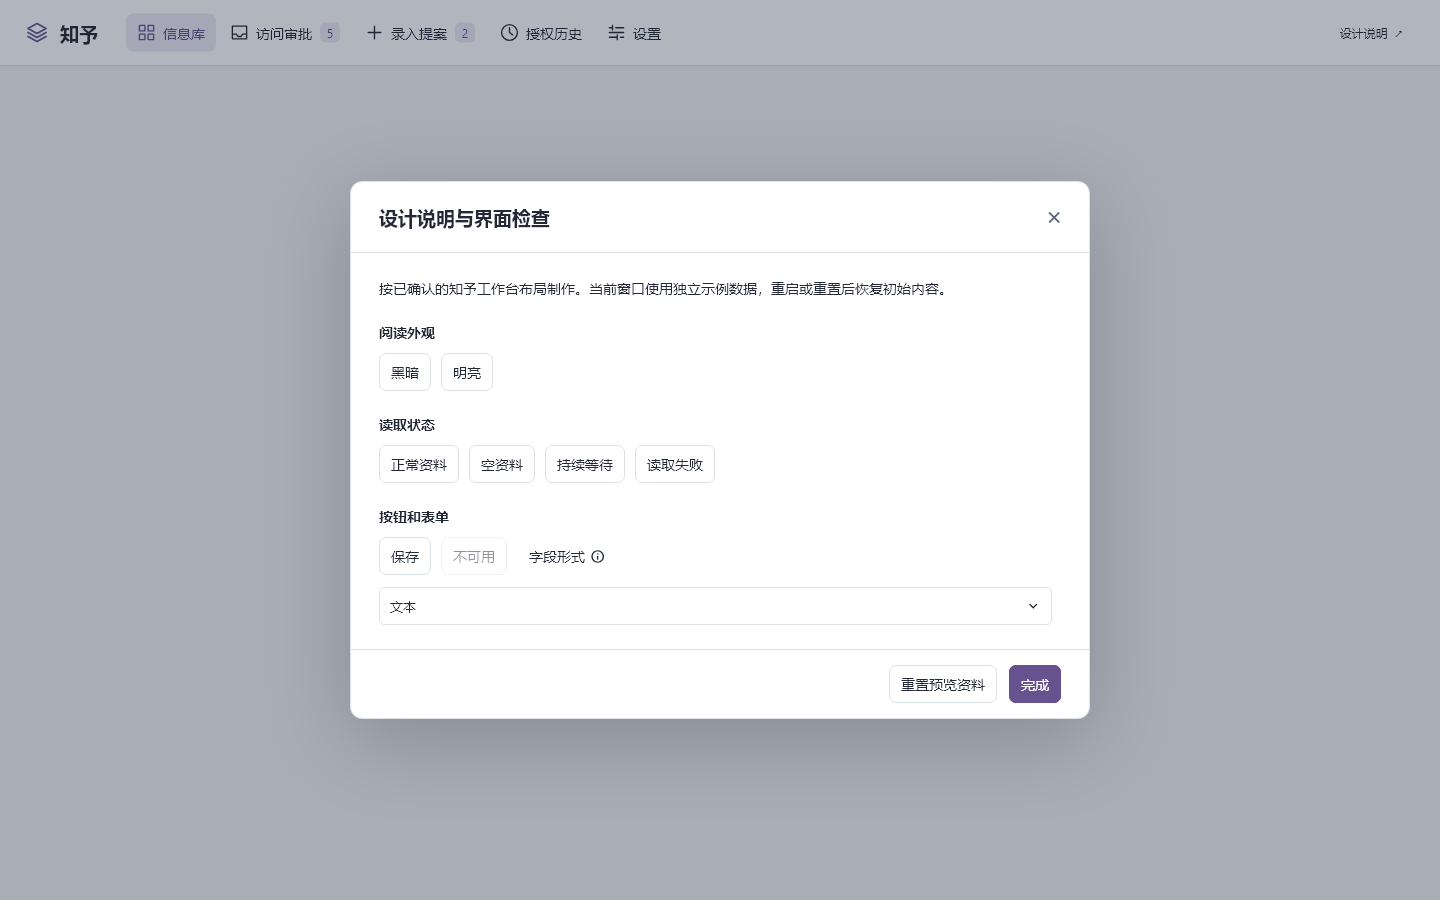 知予
信息库
访问审批 5
录入提案 2
授权历史
设置
设计说明 ↗
设计说明与界面检查
按已确认的知予工作台布局制作。当前窗口使用独立示例数据，重启或重置后恢复初始内容。
阅读外观
黑暗 明亮
读取状态
正常资料 空资料 持续等待 读取失败
按钮和表单
保存 不可用 字段形式
文本
重置预览资料 完成